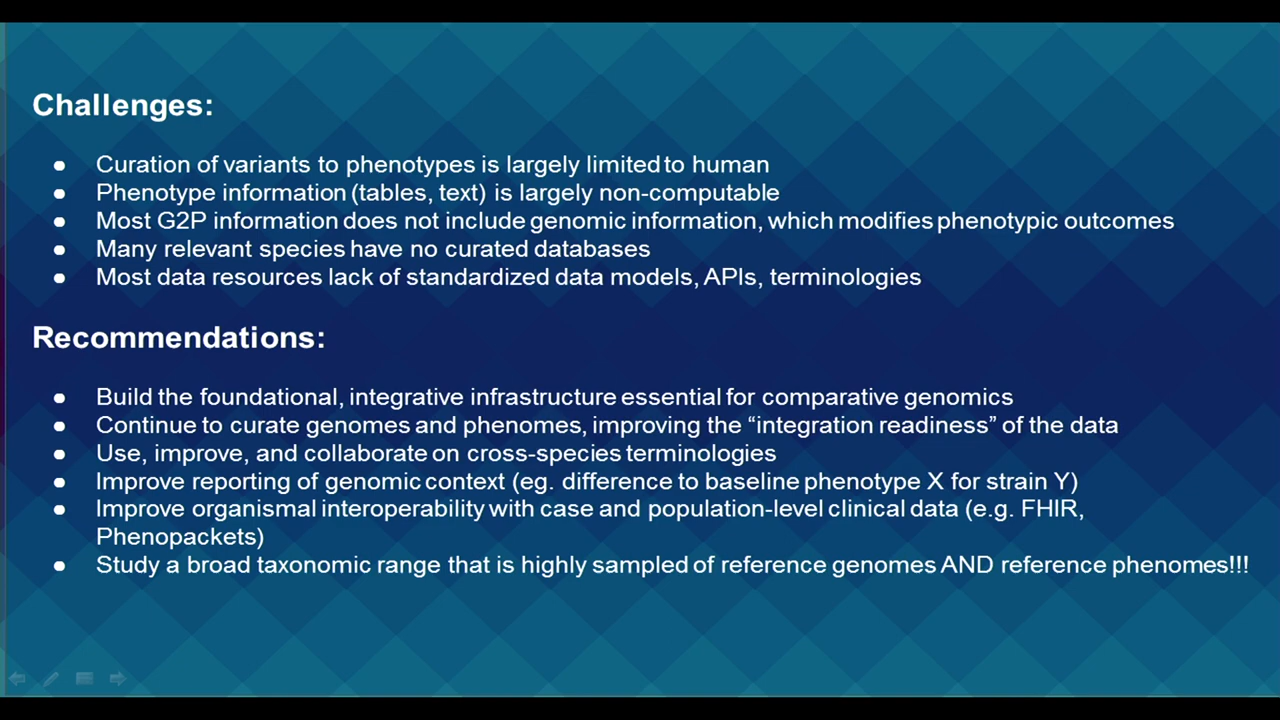 Challenges:
● Curation of variants to phenotypes is largely limited to human
● Phenotype information (tables, text) is largely non-computable
● Most G2P information does not include genomic information, which modifies phenotypic outcomes
● Many relevant species have no curated databases
● Most data resources lack of standardized data models, APIs, terminologies
Recommendations:
● Build the foundational, integrative infrastructure essential for comparative genomics
● Continue to curate genomes and phenomes, improving the “integration readiness” of the data
● Use, improve, and collaborate on cross-species terminologies
● Improve reporting of genomic context (eg. difference to baseline phenotype X for strain Y)
● Improve organismal interoperability with case and population-level clinical data (e.g. FHIR,
Phenopackets)
● Study a broad taxonomic range that is highly sampled of reference genomes AND reference phenomes!!!